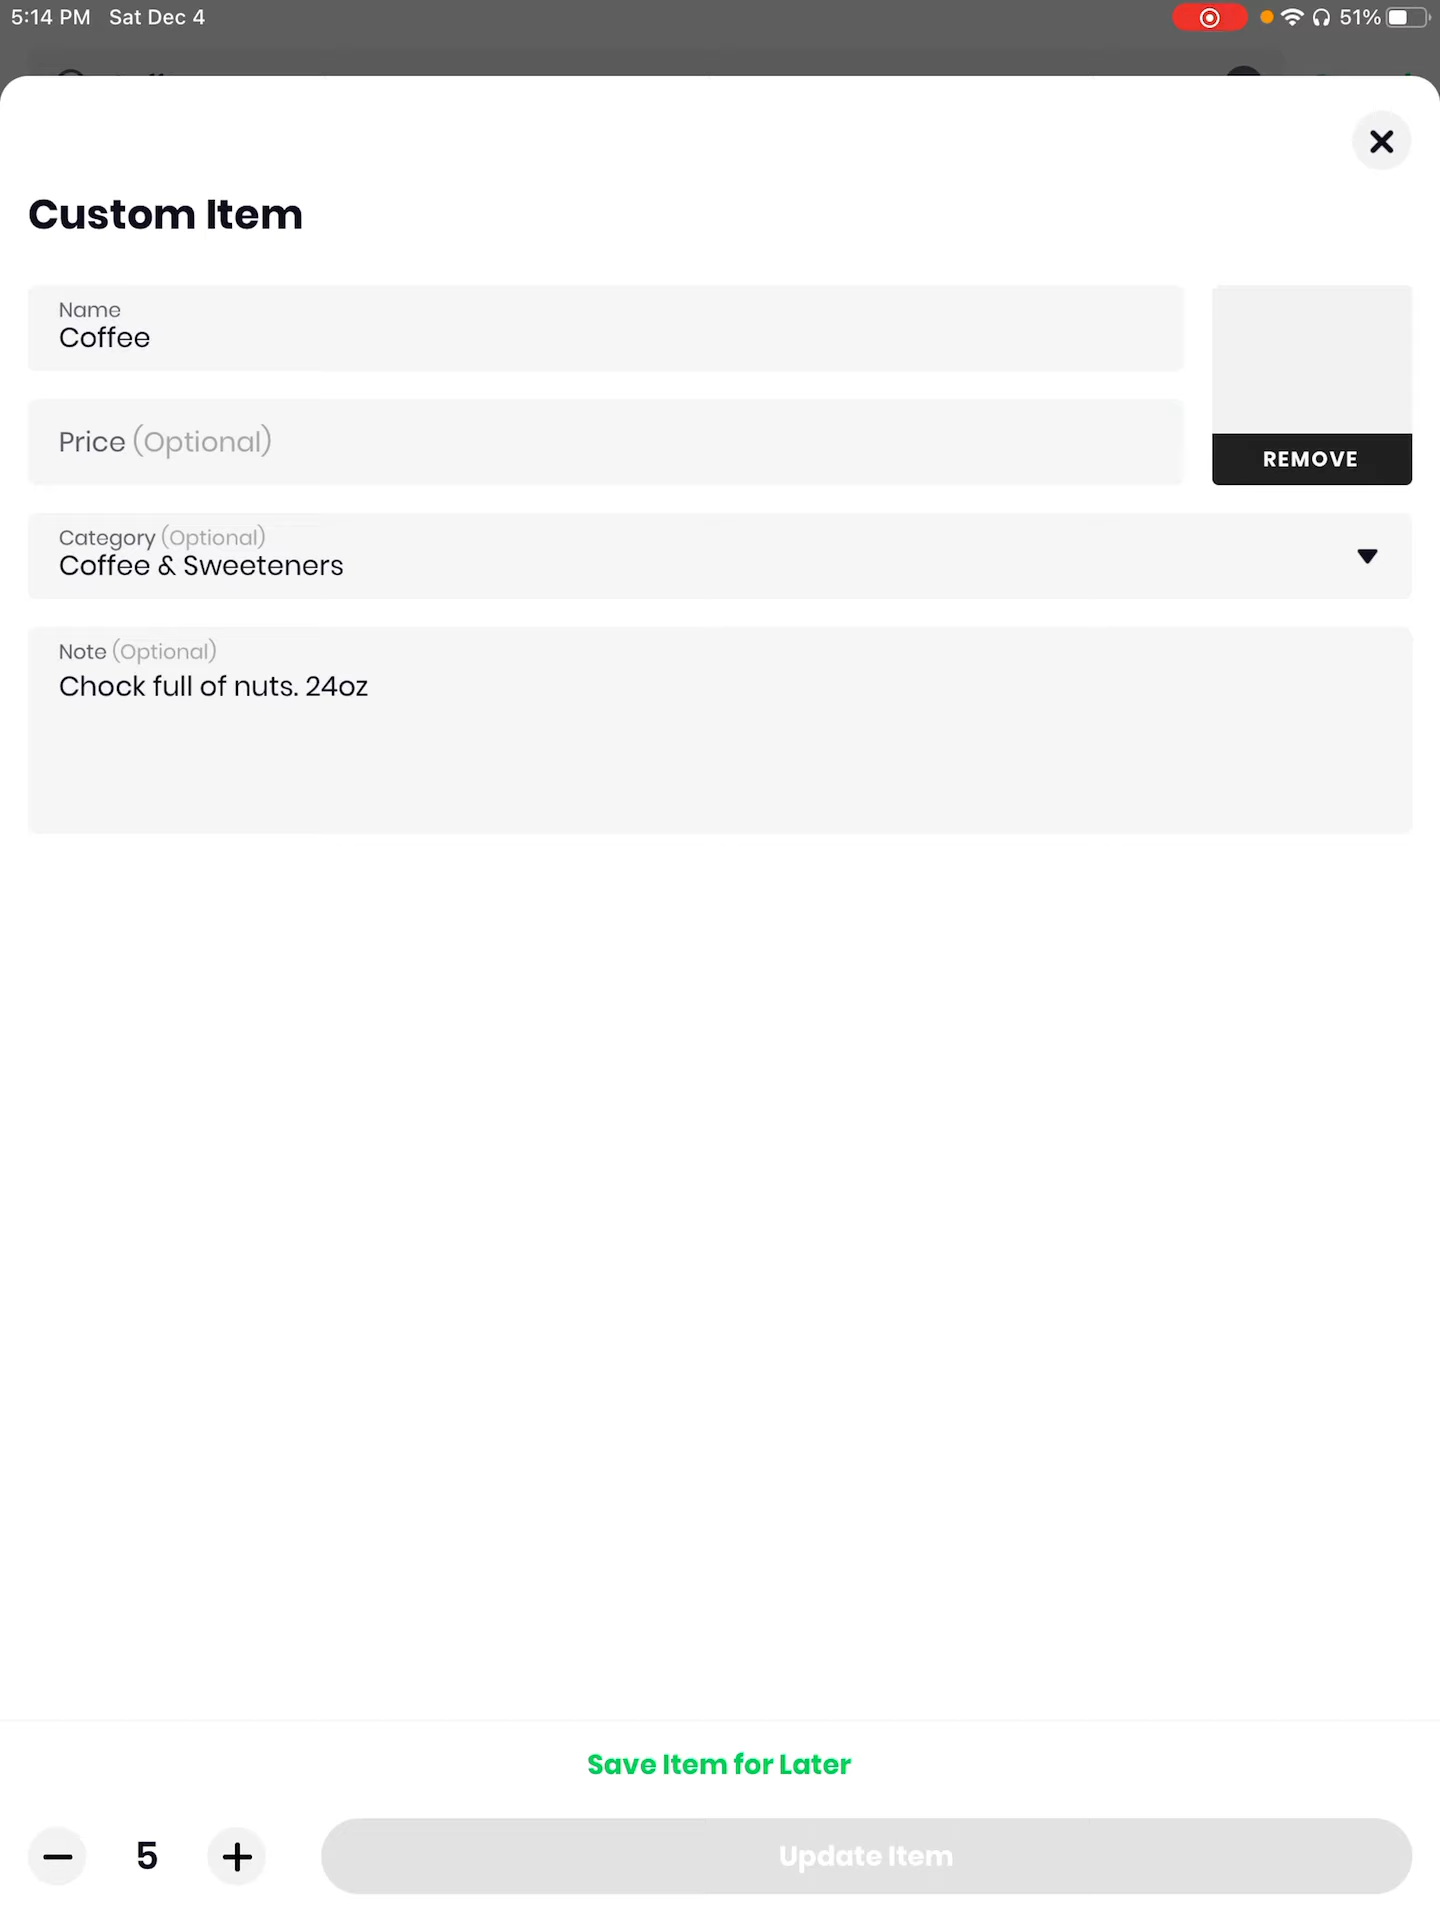 5:14 PM Sat Dec 4
51%
Custom Item
Name
Coffee
Price (Optional)
REMOVE
Category (Optional)
Coffee & Sweeteners
Note (Optional)
Chock full of nuts. 24oz
Save Item for Later
5
Update Item